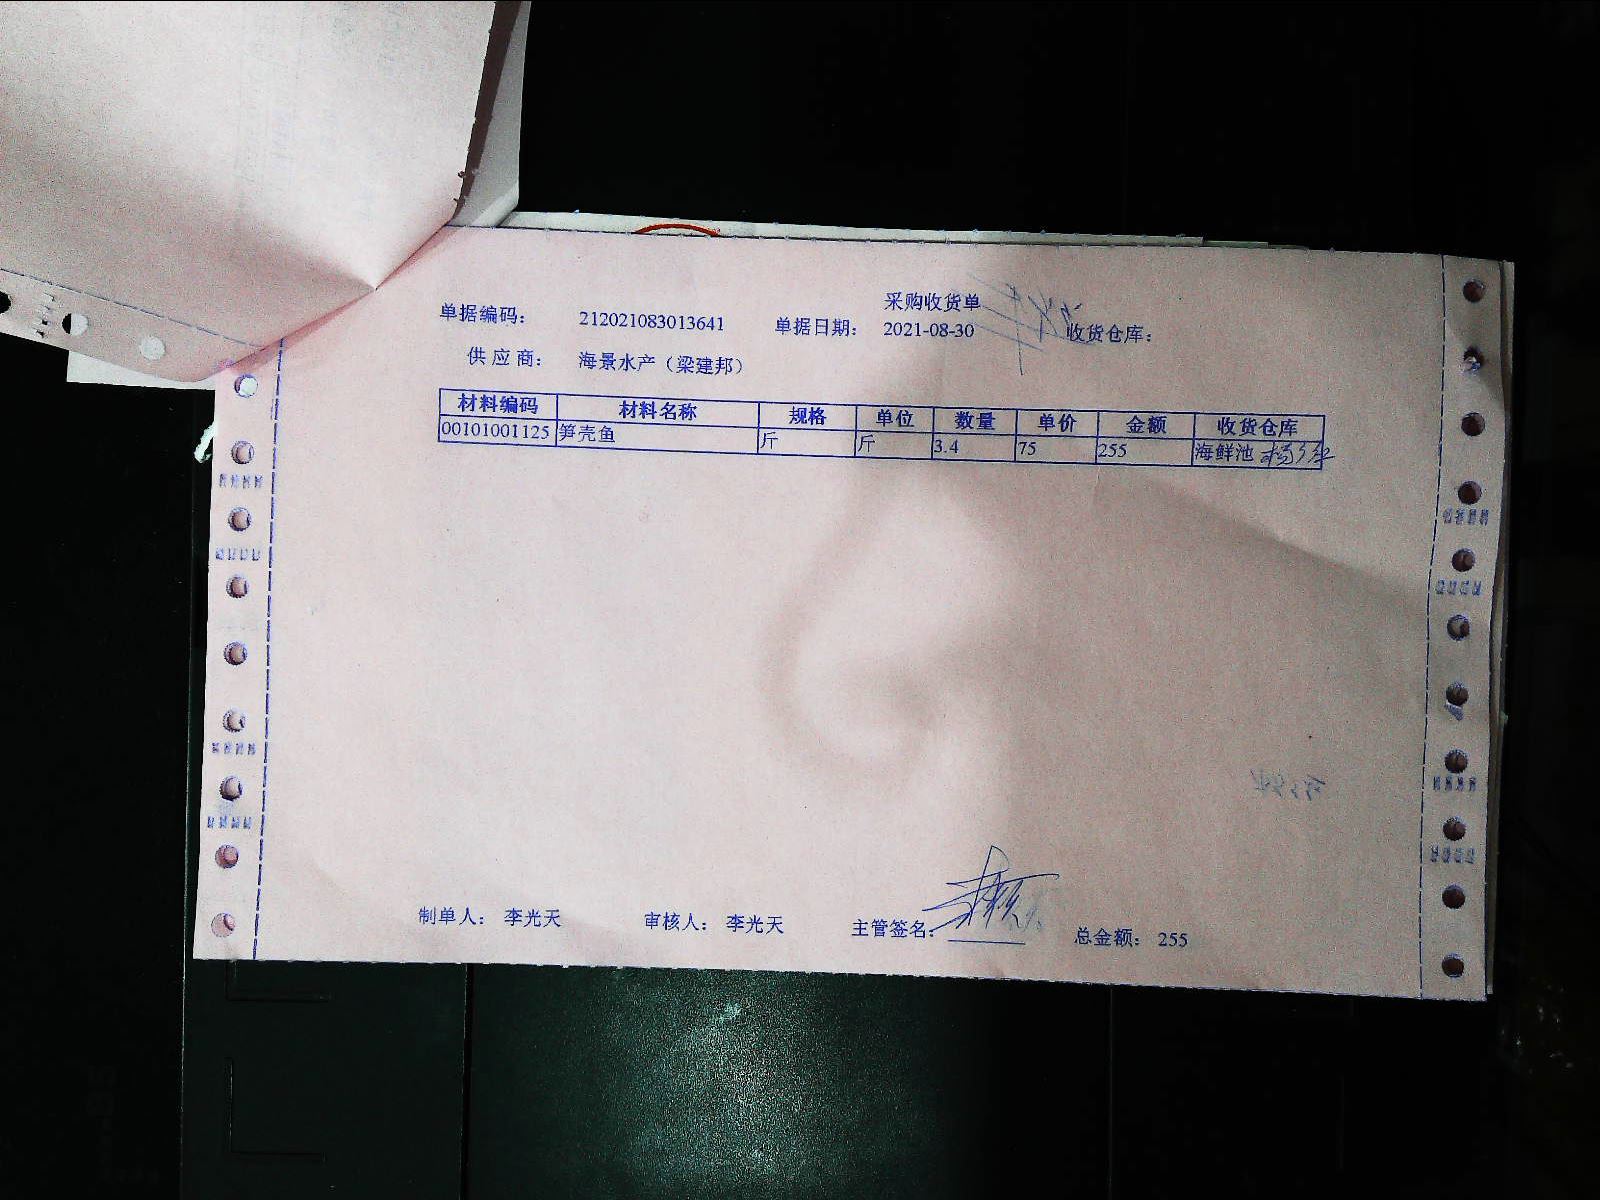 采购收货单
单据编码： 212021083013641 单据日期： 2021-08-30 收货仓库：
供 应 商： 海景水产（梁建邦）
材料编码 材料名称 规格 单位 数量 单价 金额 收货仓库
00101001125 笋壳鱼 斤 斤 3.4 75 255 海鲜池
制单人： 李光天 审核人： 李光天 主管签名： 总金额： 255